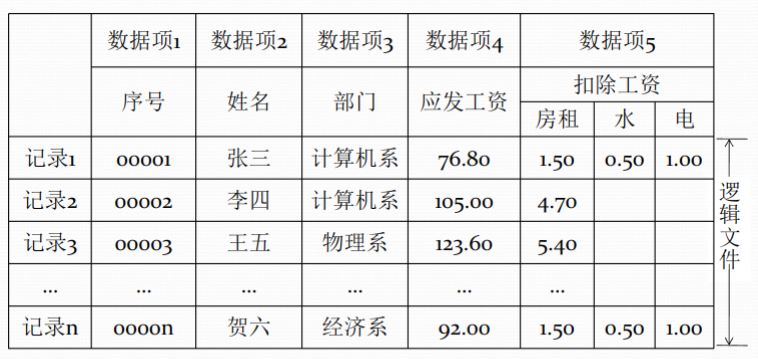 数据项1 数据项2 数据项3 数据项4 数据项5
序号 姓名 部门 应发工资 扣除工资
房租 水 电
记录1 00001 张三 计算机系 76.80 1.50 0.50 1.00
记录2 00002 李四 计算机系 105.00 4.70
记录3 00003 王五 物理系 123.60 5.40
... ... ... ... ... ...
记录n 0000n 贺六 经济系 92.00 1.50 0.50 1.00
逻辑文件